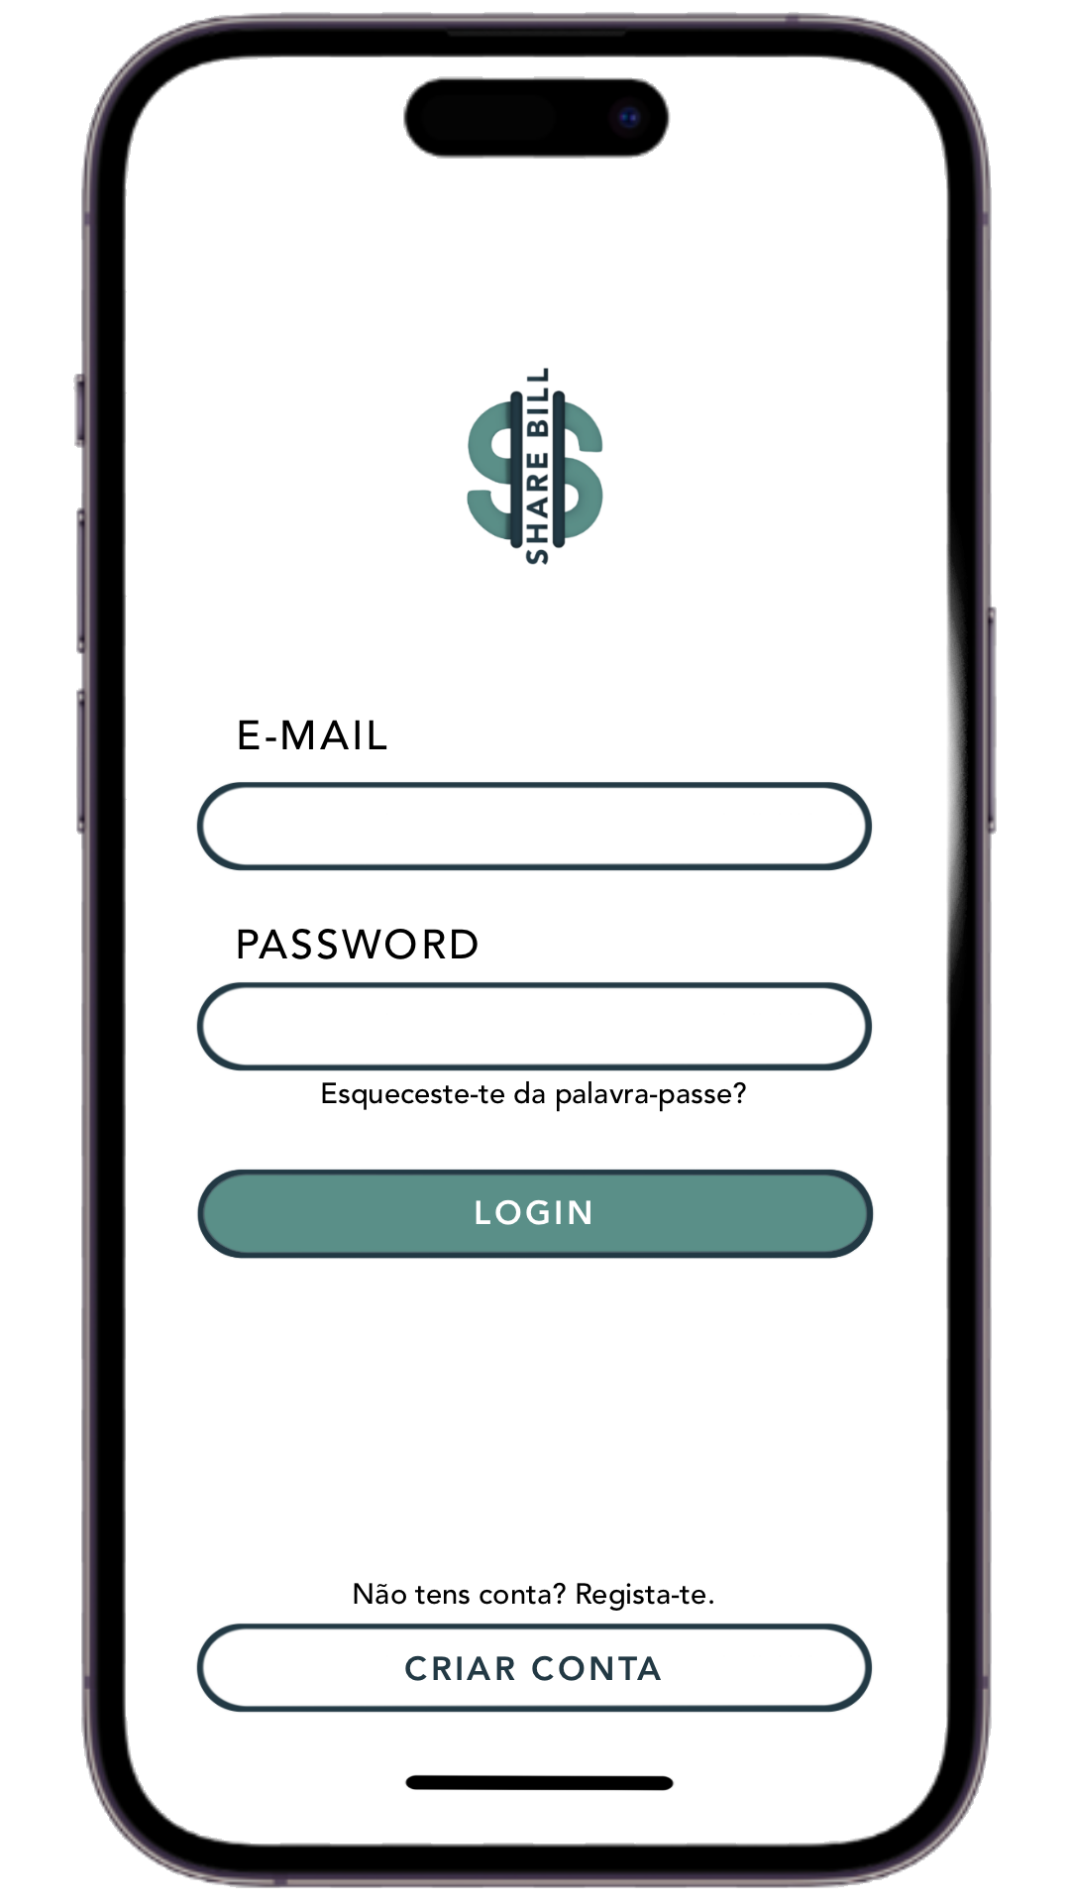 SHARE BILL
E-MAIL
PASSWORD
Esqueceste-te da palavra-passe?
LOGIN
Não tens conta? Regista-te.
CRIAR CONTA